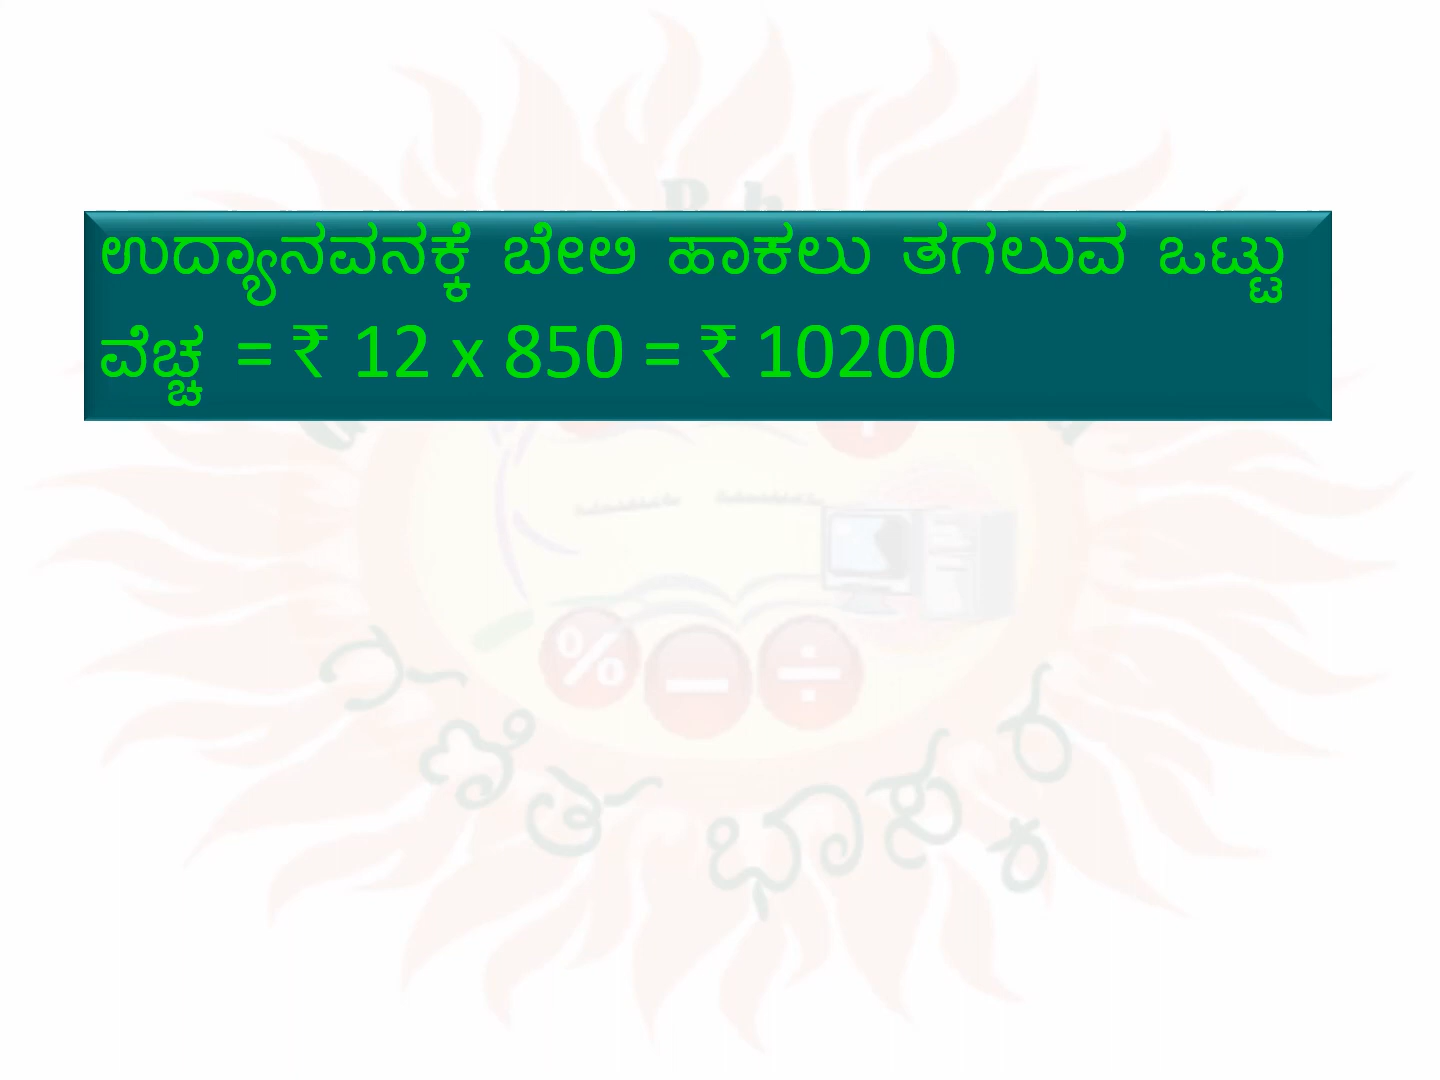 ಉದ್ಯಾನವನಕ್ಕೆ ಬೇಲಿ ಹಾಕಲು ತಗಲುವ ಒಟ್ಟು
ವೆಚ್ಚ = ₹ 12 x 850 = ₹ 10200